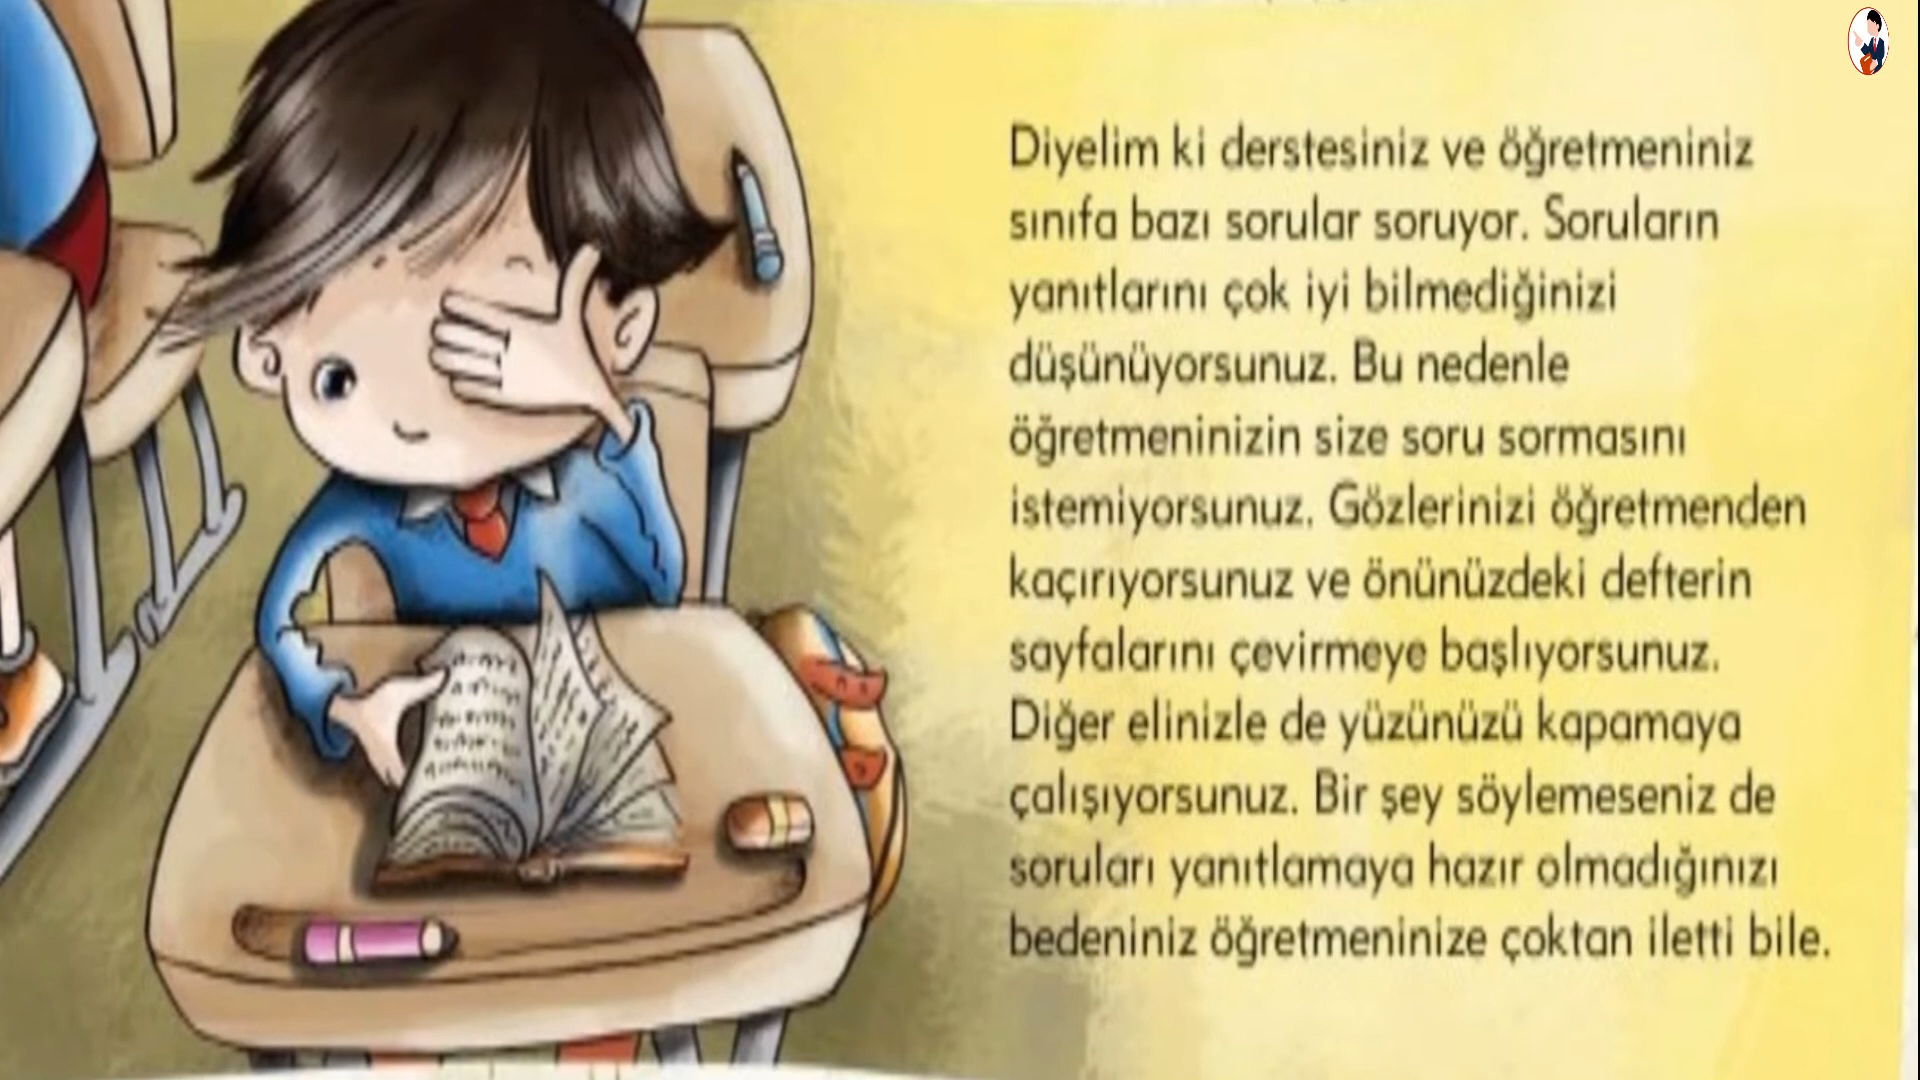 Diyelim ki derstesiniz ve öğretmeniniz
sınıfa bazı sorular soruyor. Soruların
yanıtlarını çok iyi bilmediğinizi
düşünüyorsunuz. Bu nedenle
öğretmeninizin size soru sormasını
istemiyorsunuz. Gözlerinizi öğretmenden
kaçırıyorsunuz ve önünüzdeki defterin
sayfalarını çevirmeye başlıyorsunuz.
Diğer elinizle de yüzünüzü kapamaya
çalışıyorsunuz. Bir şey söylemeseniz de
soruları yanıtlamaya hazır olmadığınızı
bedeniniz öğretmeninize çoktan iletti bile.